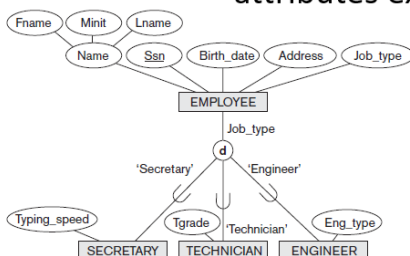 attributes ex
Fname Minit Lname
Name Ssn Birth_date Address Job_type
EMPLOYEE
Job_type
d
‘Secretary’ ‘Engineer’
Typing_speed Tgrade ‘Technician’ Eng_type
SECRETARY TECHNICIAN ENGINEER